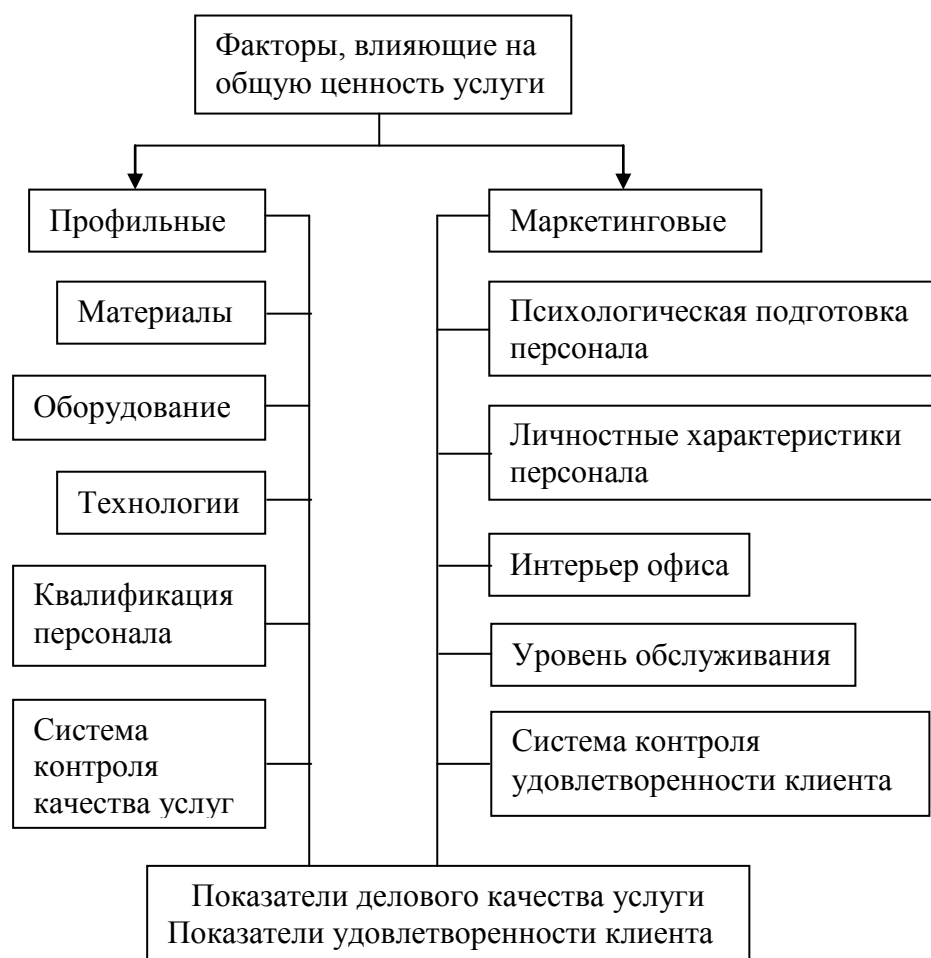 Факторы, влияющие на
общую ценность услуги
Профильные
Материалы
Оборудование
Технологии
Квалификация
персонала
Система
контроля
качества услуг
Маркетинговые
Психологическая подготовка
персонала
Личностные характеристики
персонала
Интерьер офиса
Уровень обслуживания
Система контроля
удовлетворенности клиента
Показатели делового качества услуги
Показатели удовлетворенности клиента